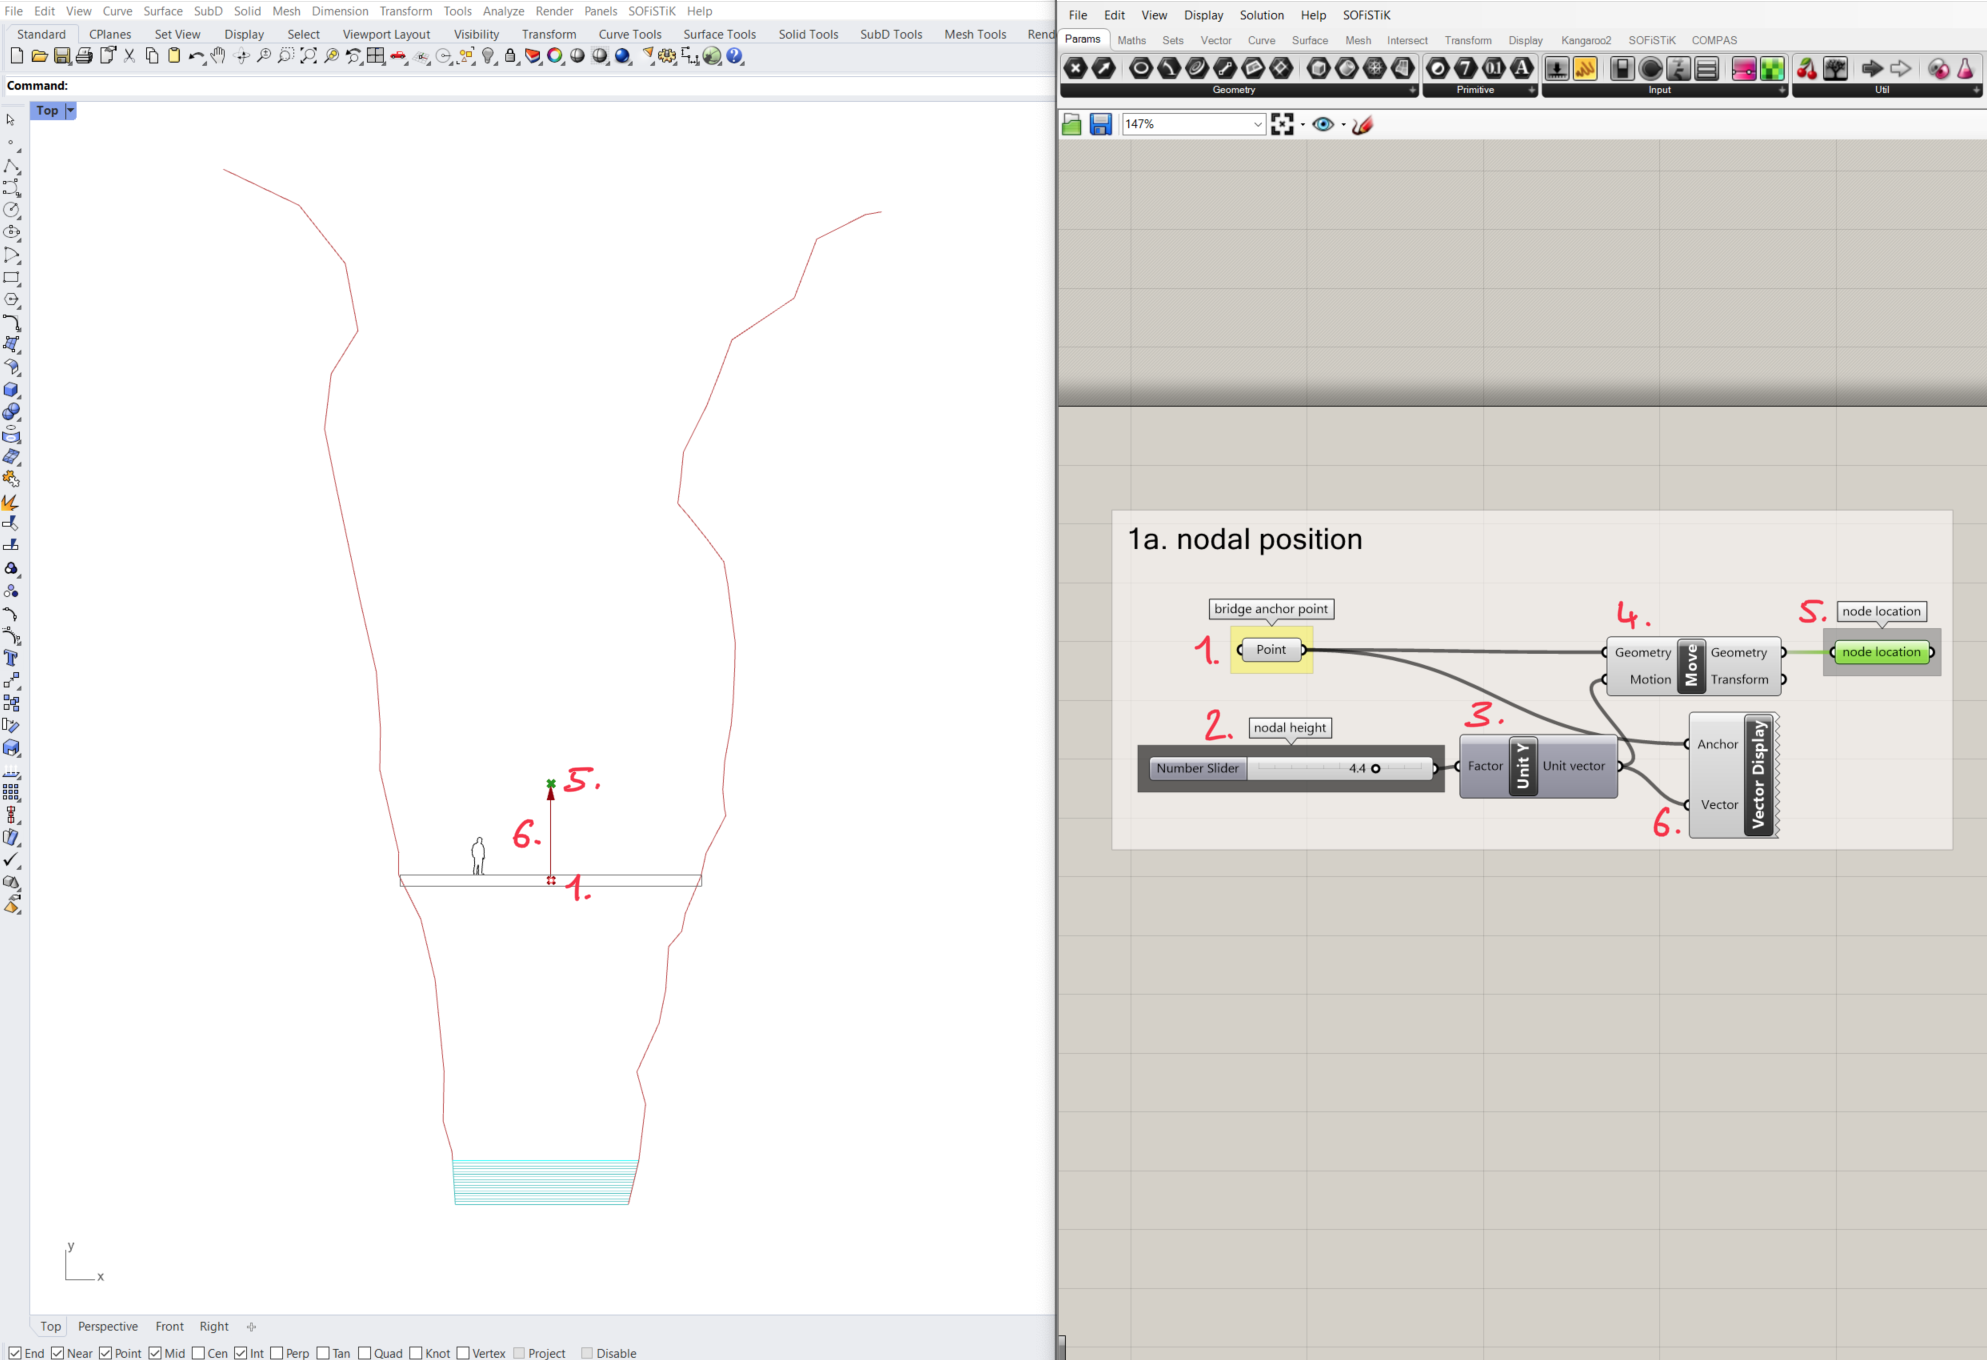 File Edit View Curve Surface SubD Solid Mesh Dimension Transform Tools Analyze Render Panels SOFiSTiK Help
Standard CPlanes Set View Display Select Viewport Layout Visibility Transform Curve Tools Surface Tools Solid Tools SubD Tools Mesh Tools Rend
Command:
Top
5.
6.
1.
y
x
Top Perspective Front Right
End Near Point Mid Cen Int Perp Tan Quad Knot Vertex Project Disable
File Edit View Display Solution Help SOFiSTiK
Params Maths Sets Vector Curve Surface Mesh Intersect Transform Display Kangaroo2 SOFiSTiK COMPAS
Geometry Primitive Input Util
147%
1a. nodal position
bridge anchor point
1. Point
4.
Geometry Move Geometry
Motion Transform
5. node location
node location
2. nodal height
Number Slider 4.4
3.
Factor Unit Y Unit vector
Anchor Vector Display
Vector
6.